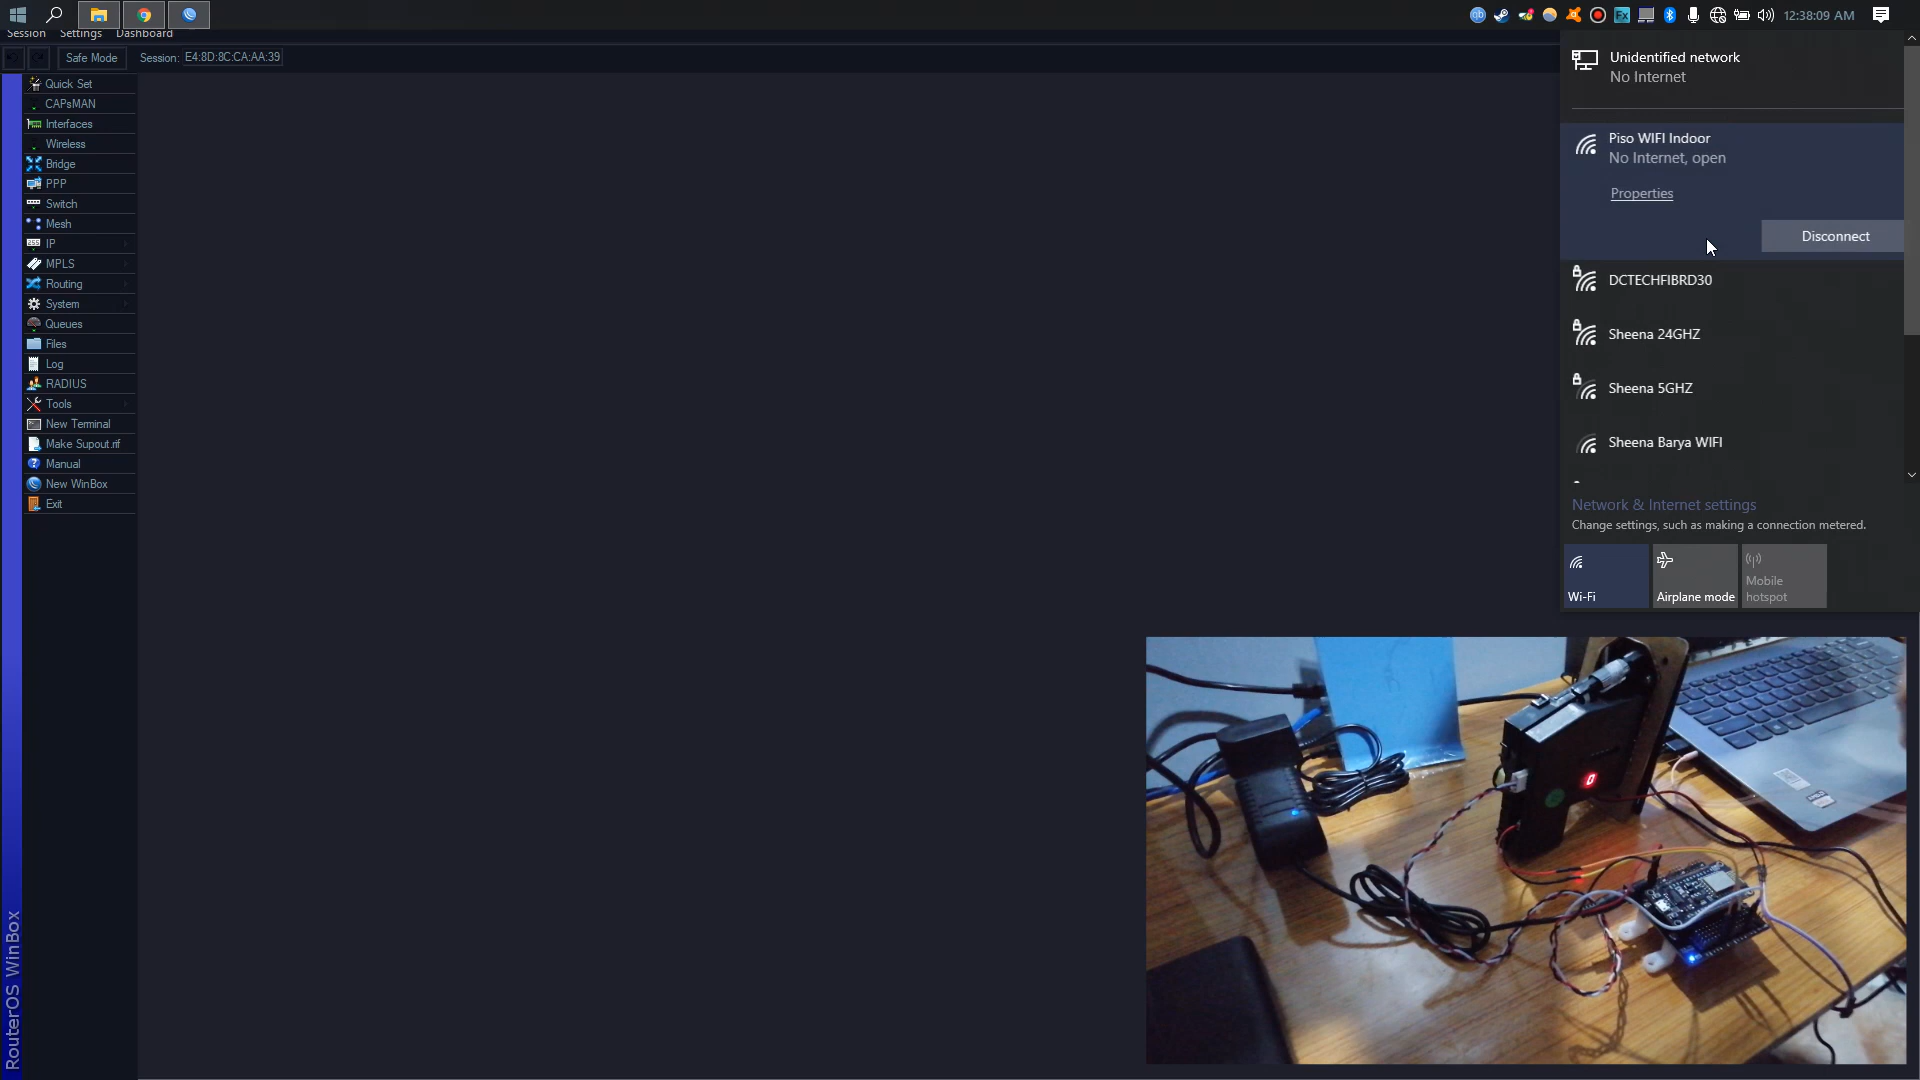 12:38:09 AM
Session Settings Dashboard
Safe Mode Session: E4:8D:8C:CA:AA:39
Quick Set
CAPsMAN
Interfaces
Wireless
Bridge
PPP
Switch
Mesh
IP
MPLS
Routing
System
Queues
Files
Log
RADIUS
Tools
New Terminal
Make Supout.rif
Manual
New WinBox
Exit
RouterOS WinBox
Unidentified network
No Internet
Piso WIFI Indoor
No Internet, open
Properties
Disconnect
DCTECHFIBRD30
Sheena 24GHZ
Sheena 5GHZ
Sheena Barya WIFI
Network & Internet settings
Change settings, such as making a connection metered.
Wi-Fi
Airplane mode
Mobile
hotspot
0